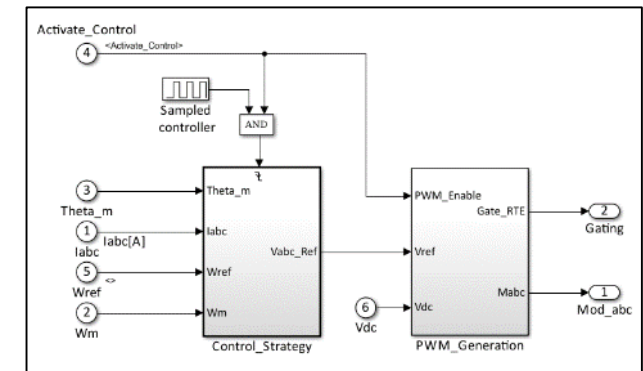 Activate_Control
4
<Activate_Control>
Sampled
controller
AND
3
Theta_m
Theta_m
1
Iabc[A]
Iabc
Iabc
5
<>
Wref
Wref
2
Wm
Wm
Vabc_Ref
Control_Strategy
PWM_Enable
Gate_RTE
Vref
6
Vdc
Vdc
Mabc
PWM_Generation
2
Gating
1
Mod_abc